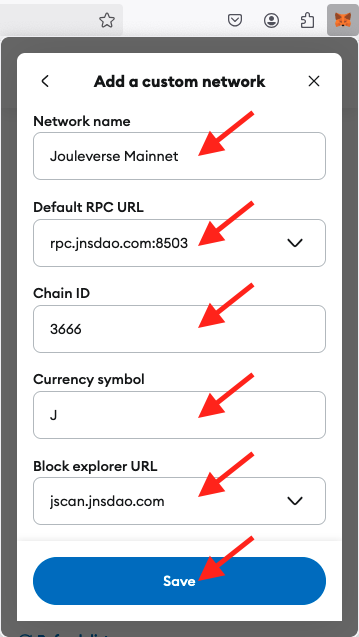 Add a custom network
Network name
Jouleverse Mainnet
Default RPC URL
rpc.jnsdao.com:8503
Chain ID
3666
Currency symbol
J
Block explorer URL
jscan.jnsdao.com
Save